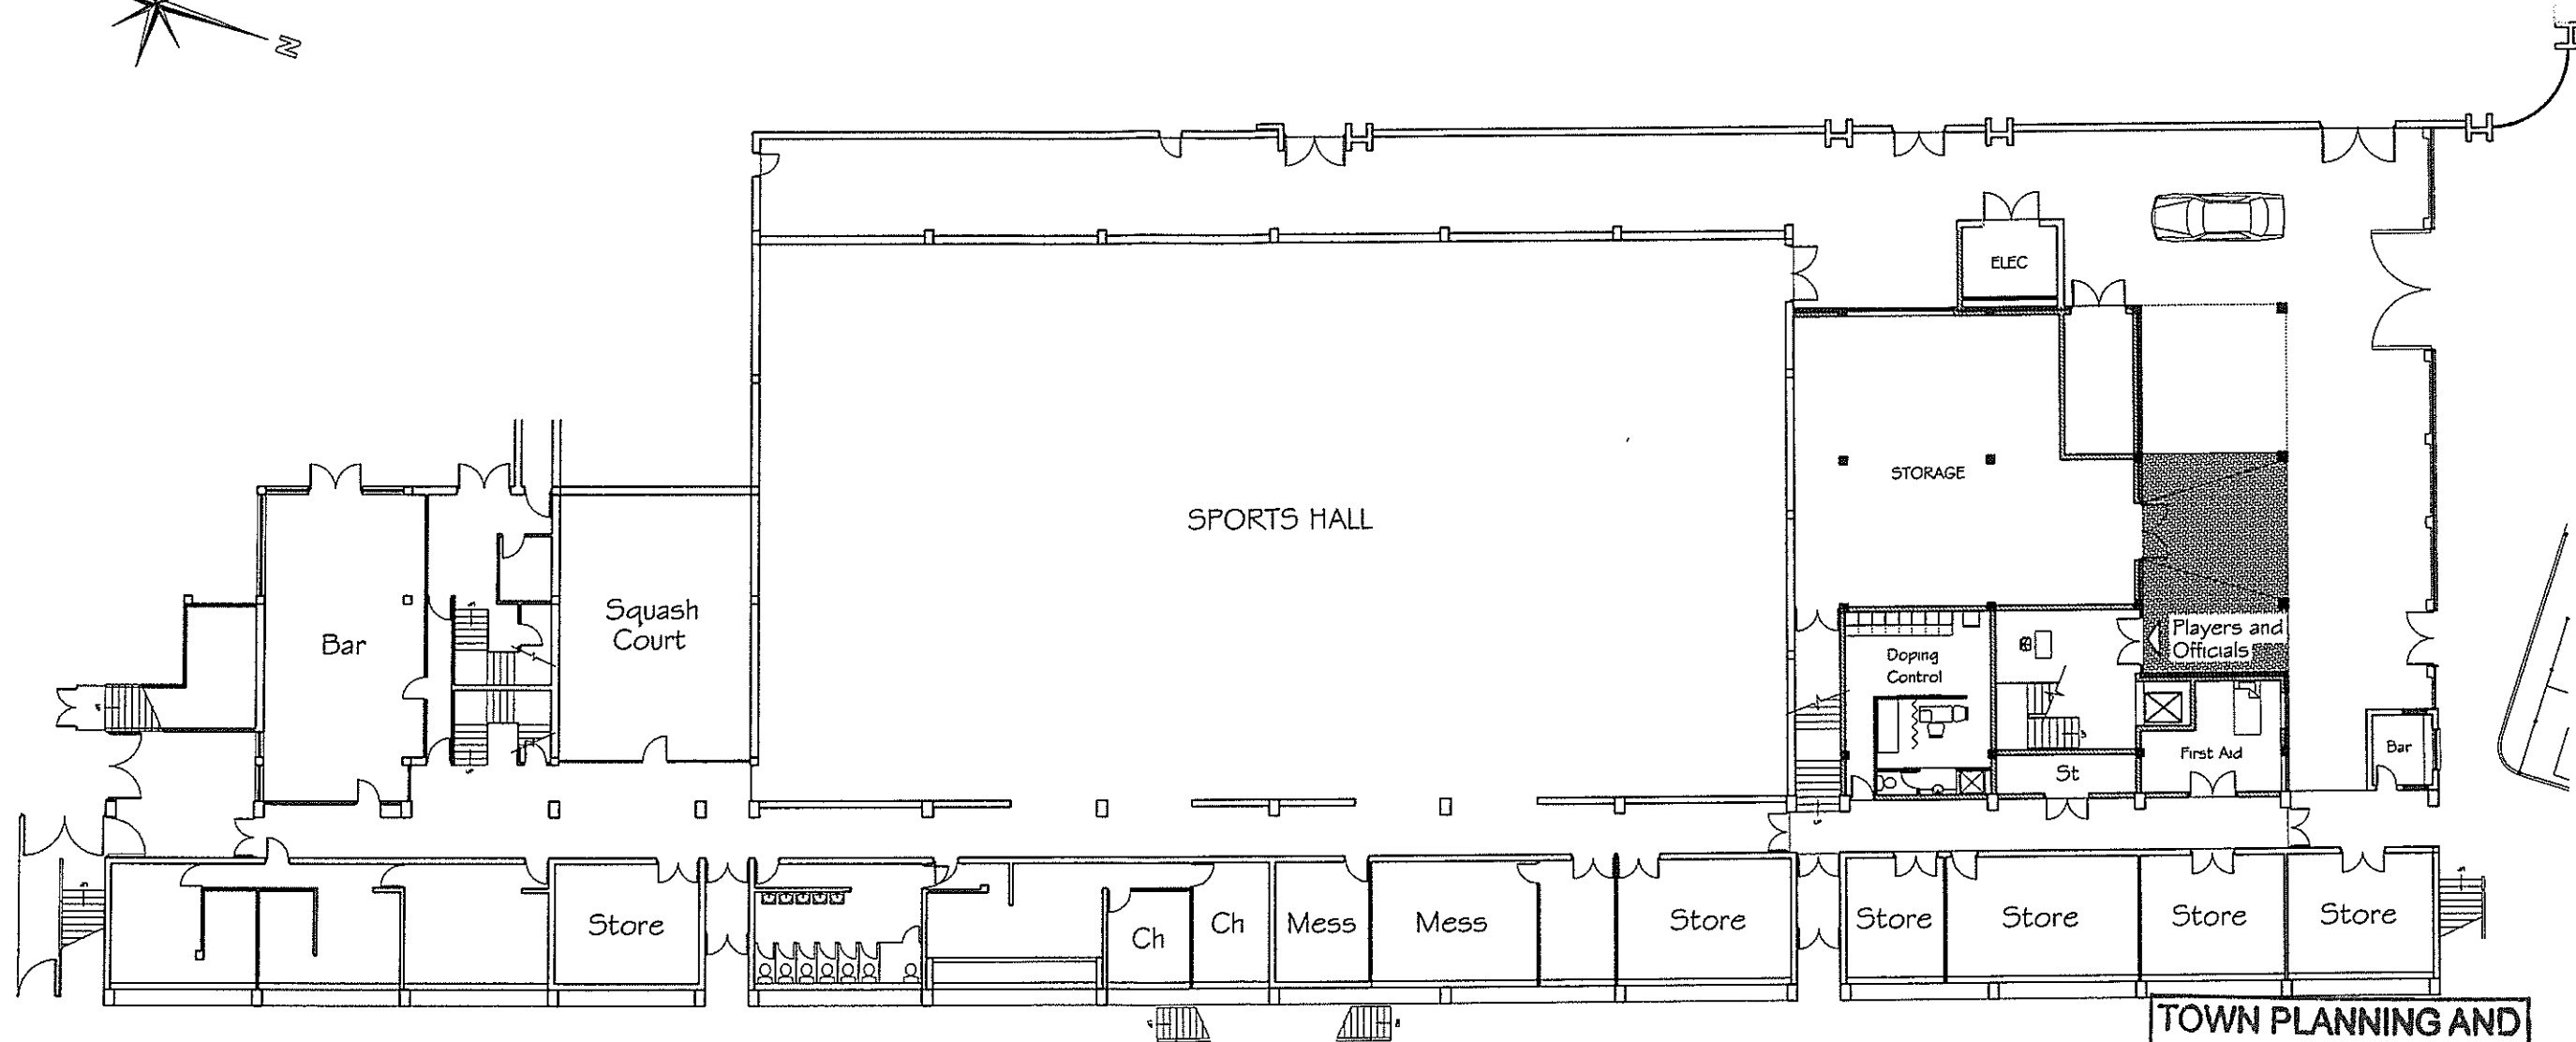 N
ELEC
STORAGE
SPORTS HALL
Squash
Court
Bar
Players and
Officials
Doping
Control
First Aid
Bar
St
Store
Ch
Ch
Mess
Mess
Store
Store
Store
Store
Store
TOWN PLANNING AND